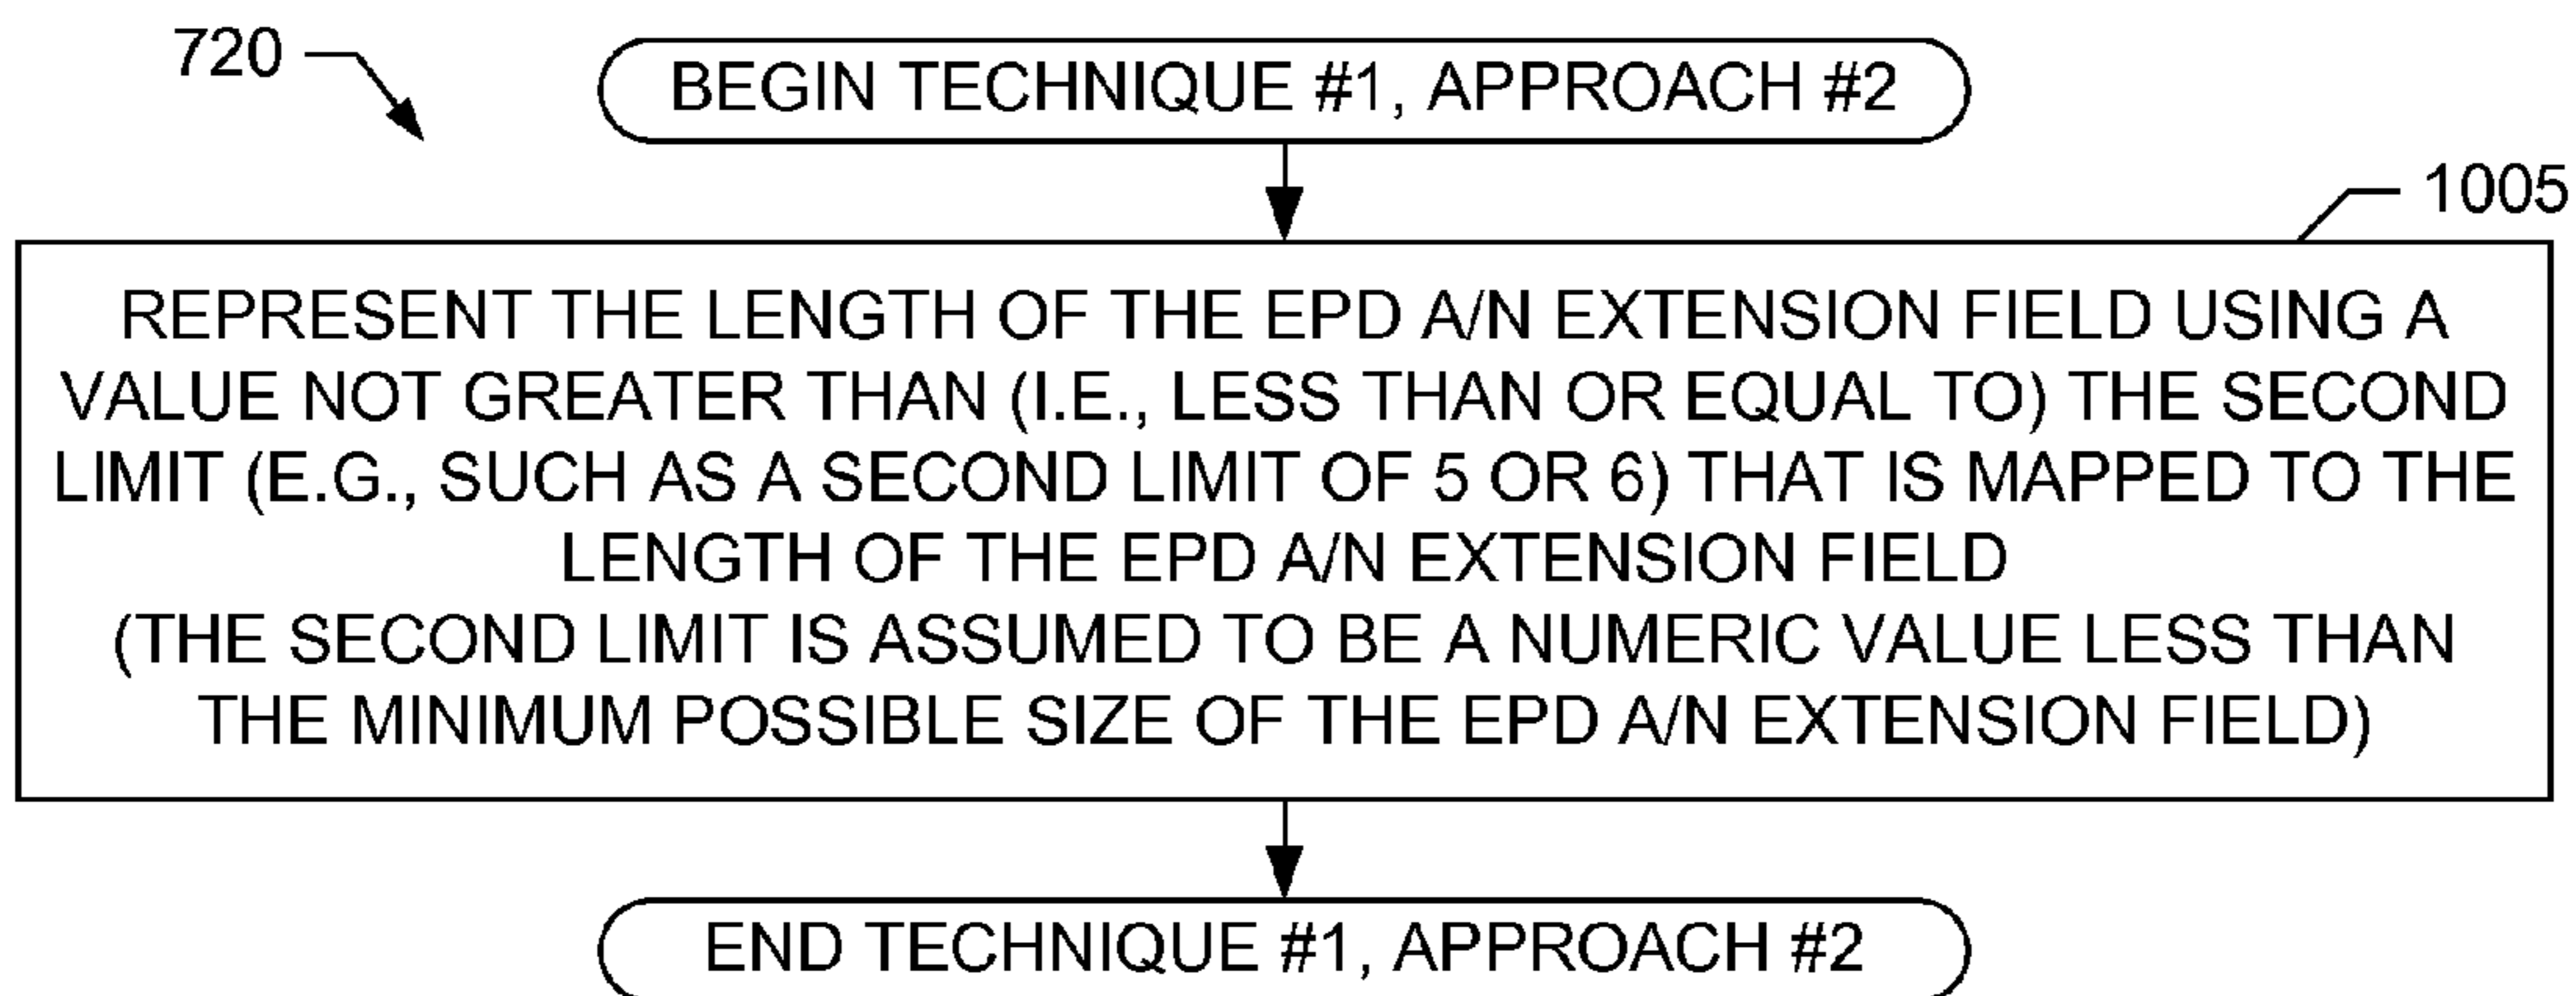 720
BEGIN TECHNIQUE #1, APPROACH #2
1005
REPRESENT THE LENGTH OF THE EPD A/N EXTENSION FIELD USING A
VALUE NOT GREATER THAN (I.E., LESS THAN OR EQUAL TO) THE SECOND
LIMIT (E.G., SUCH AS A SECOND LIMIT OF 5 OR 6) THAT IS MAPPED TO THE
LENGTH OF THE EPD A/N EXTENSION FIELD
(THE SECOND LIMIT IS ASSUMED TO BE A NUMERIC VALUE LESS THAN
THE MINIMUM POSSIBLE SIZE OF THE EPD A/N EXTENSION FIELD)
END TECHNIQUE #1, APPROACH #2